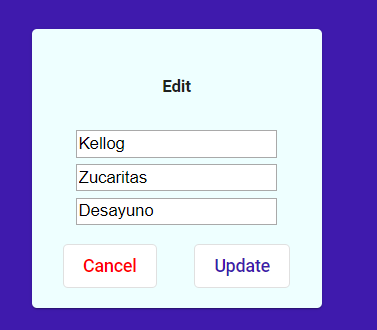 Edit
Kellog
Zucaritas
Desayuno
Cancel Update